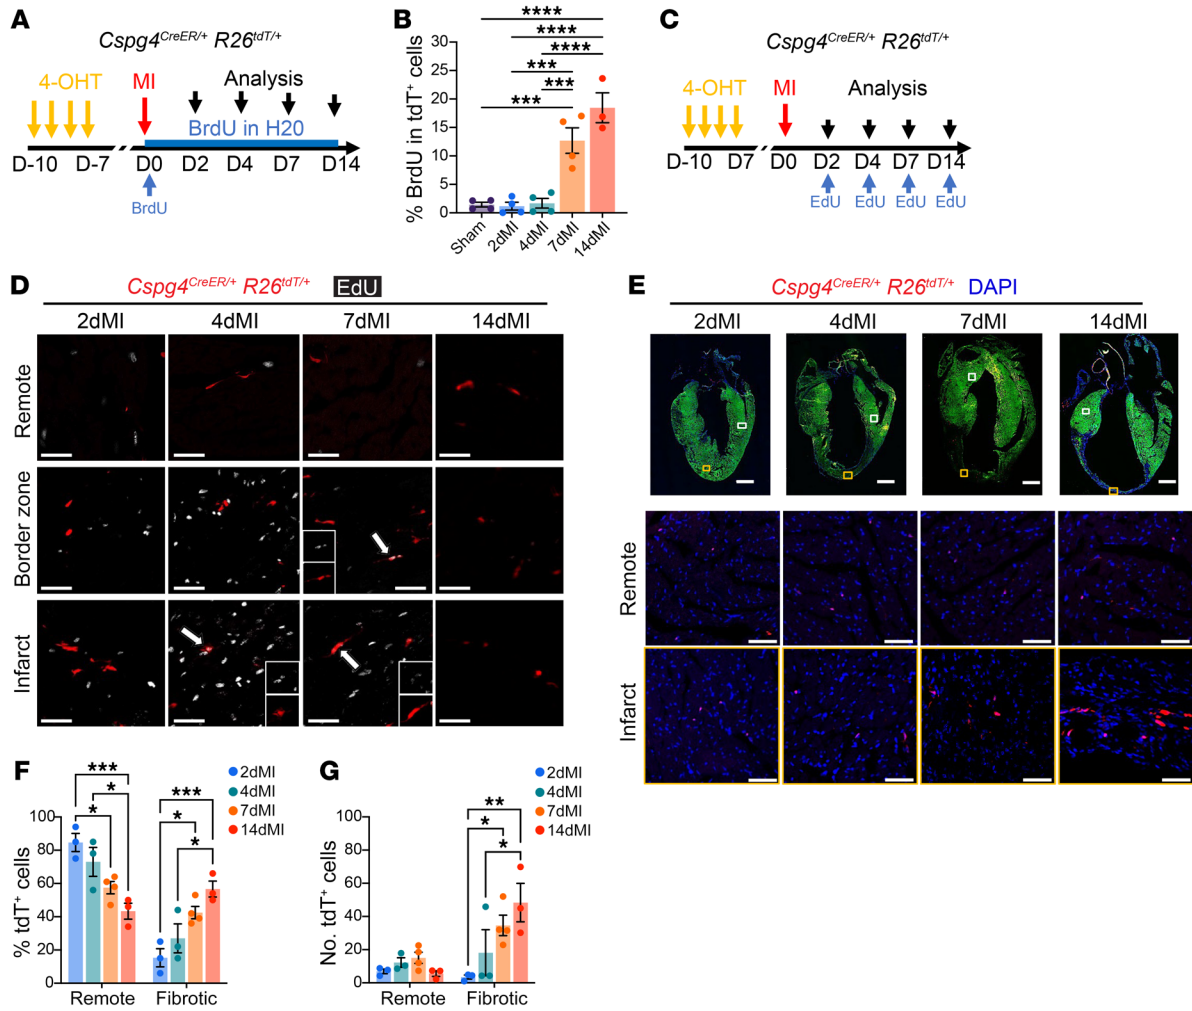 A
Cspg4CreER/+ R26tdT/+
4-OHT
MI
Analysis
BrdU in H20
D-10
D-7
D0
D2
D4
D7
D14
BrdU
B
% BrdU in tdT+ cells
30
25
20
15
10
5
0
****
****
****
***
***
***
Sham
2dMI
4dMI
7dMI
14dMI
C
Cspg4CreER/+ R26tdT/+
4-OHT
MI
Analysis
D-10
D7
D0
D2
D4
D7
D14
EdU
EdU
EdU
EdU
D
Cspg4CreER/+ R26tdT/+ EdU
2dMI
4dMI
7dMI
14dMI
Remote
Border zone
Infarct
E
Cspg4CreER/+ R26tdT/+ DAPI
2dMI
4dMI
7dMI
14dMI
Remote
Infarct
F
2dMI
4dMI
7dMI
14dMI
% tdT+ cells
100
80
60
40
20
0
***
*
*
***
*
*
Remote
Fibrotic
G
2dMI
4dMI
7dMI
14dMI
No. tdT+ cells
100
80
60
40
20
0
**
*
*
Remote
Fibrotic